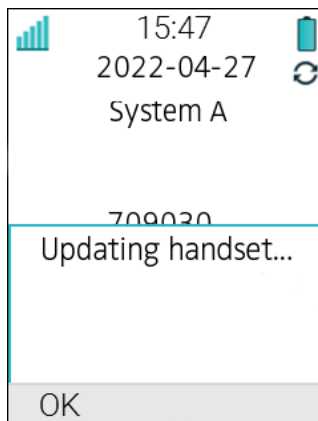 15:47
2022-04-27
System A
709030
Updating handset...
OK